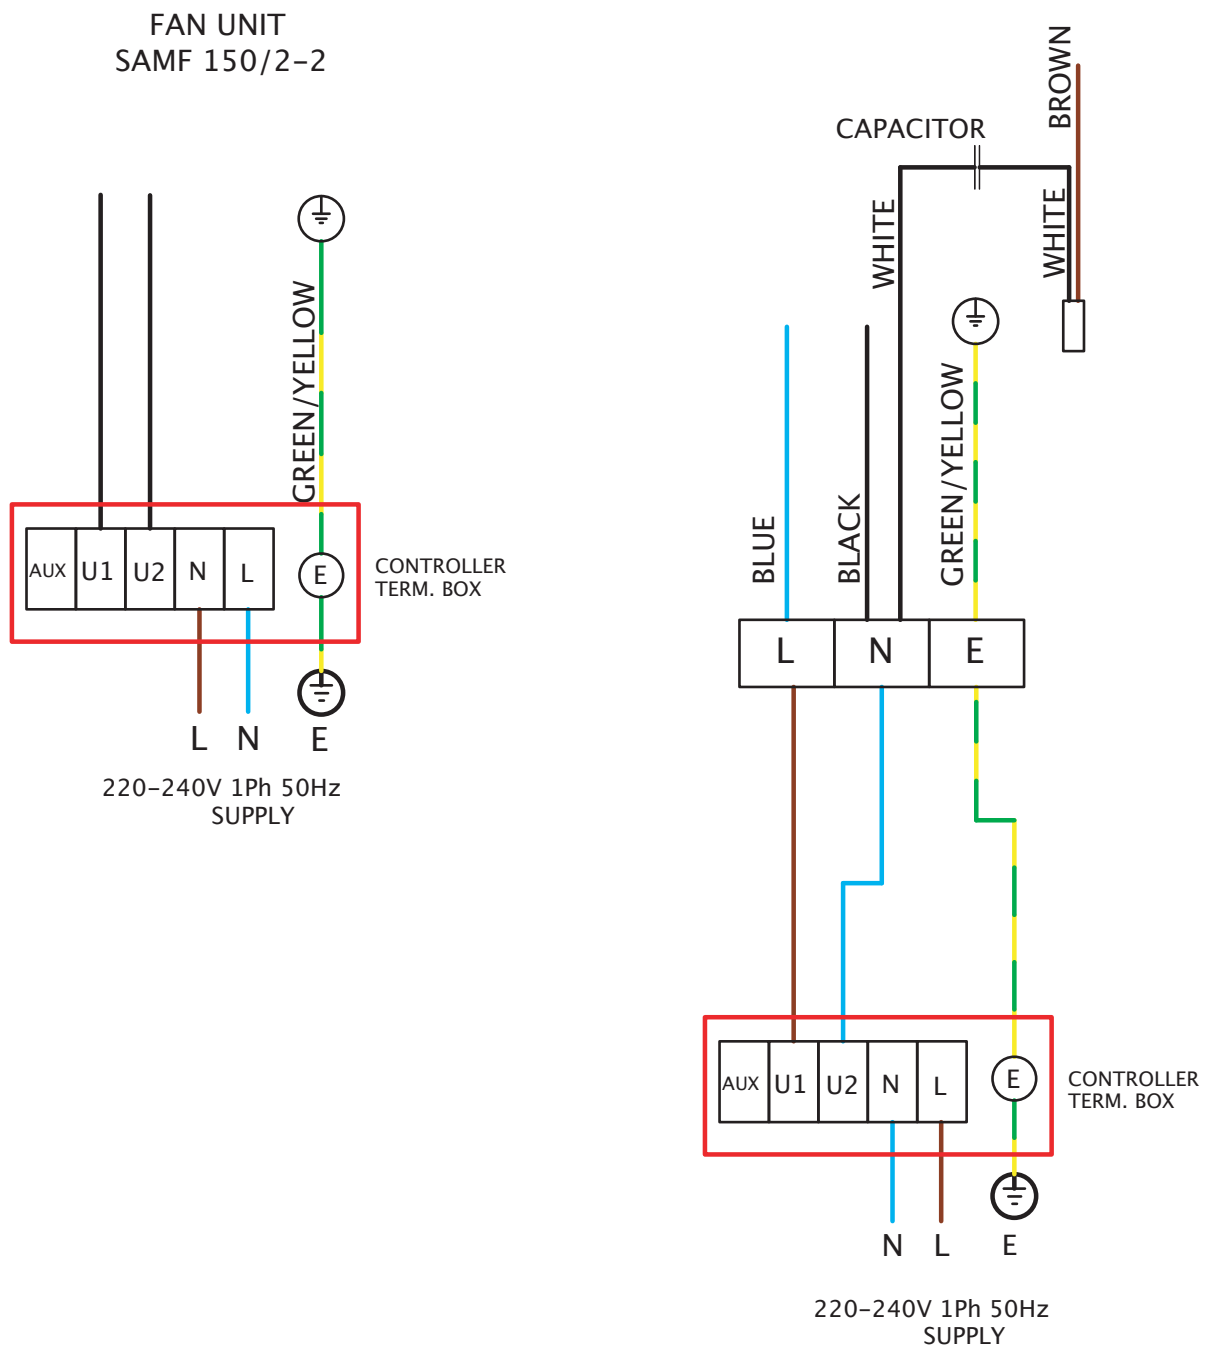 FAN UNIT
SAMF 150/2-2
GREEN/YELLOW
AUX U1 U2 N L E
CONTROLLER
TERM. BOX
L N E
220-240V 1Ph 50Hz
SUPPLY
BROWN
CAPACITOR
WHITE
WHITE
BLUE
BLACK
GREEN/YELLOW
L N E
AUX U1 U2 N L E
CONTROLLER
TERM. BOX
N L E
220-240V 1Ph 50Hz
SUPPLY